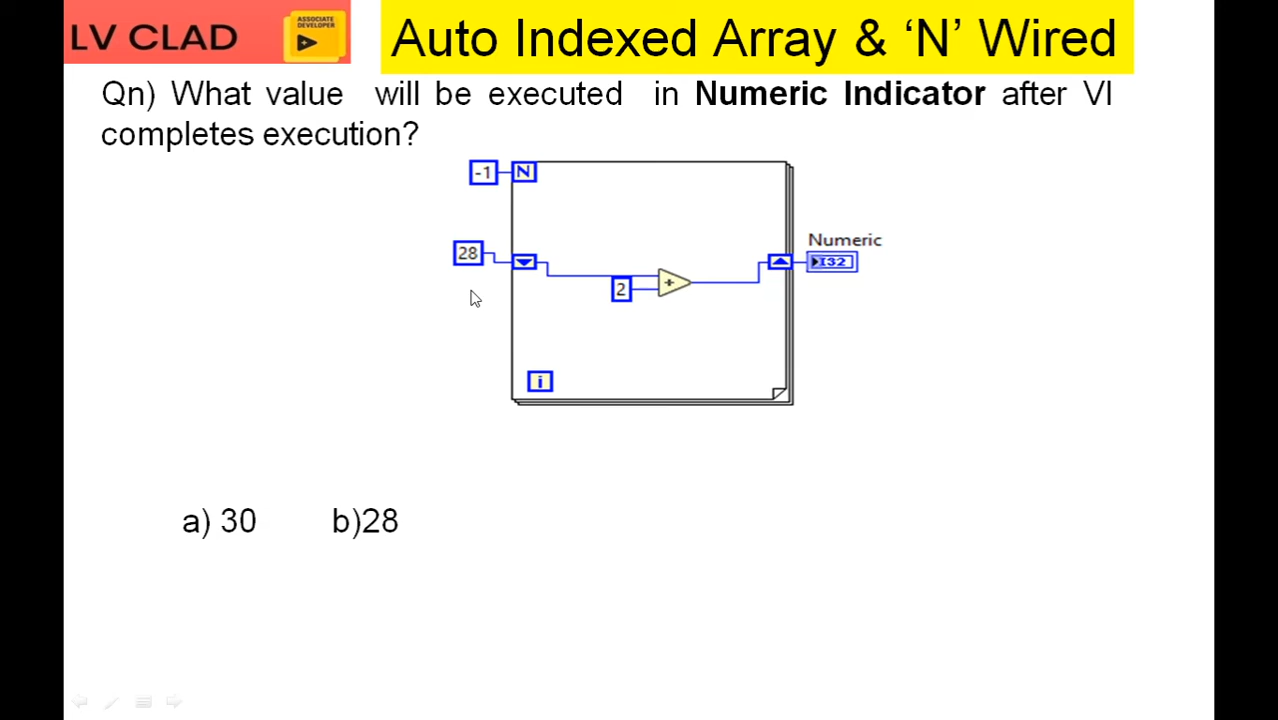 LV CLAD
ASSOCIATE
DEVELOPER
Auto Indexed Array & ‘N’ Wired
Qn) What value will be executed in Numeric Indicator after VI
completes execution?
-1 N
28
Numeric
I32
2
+
i
a) 30 b)28